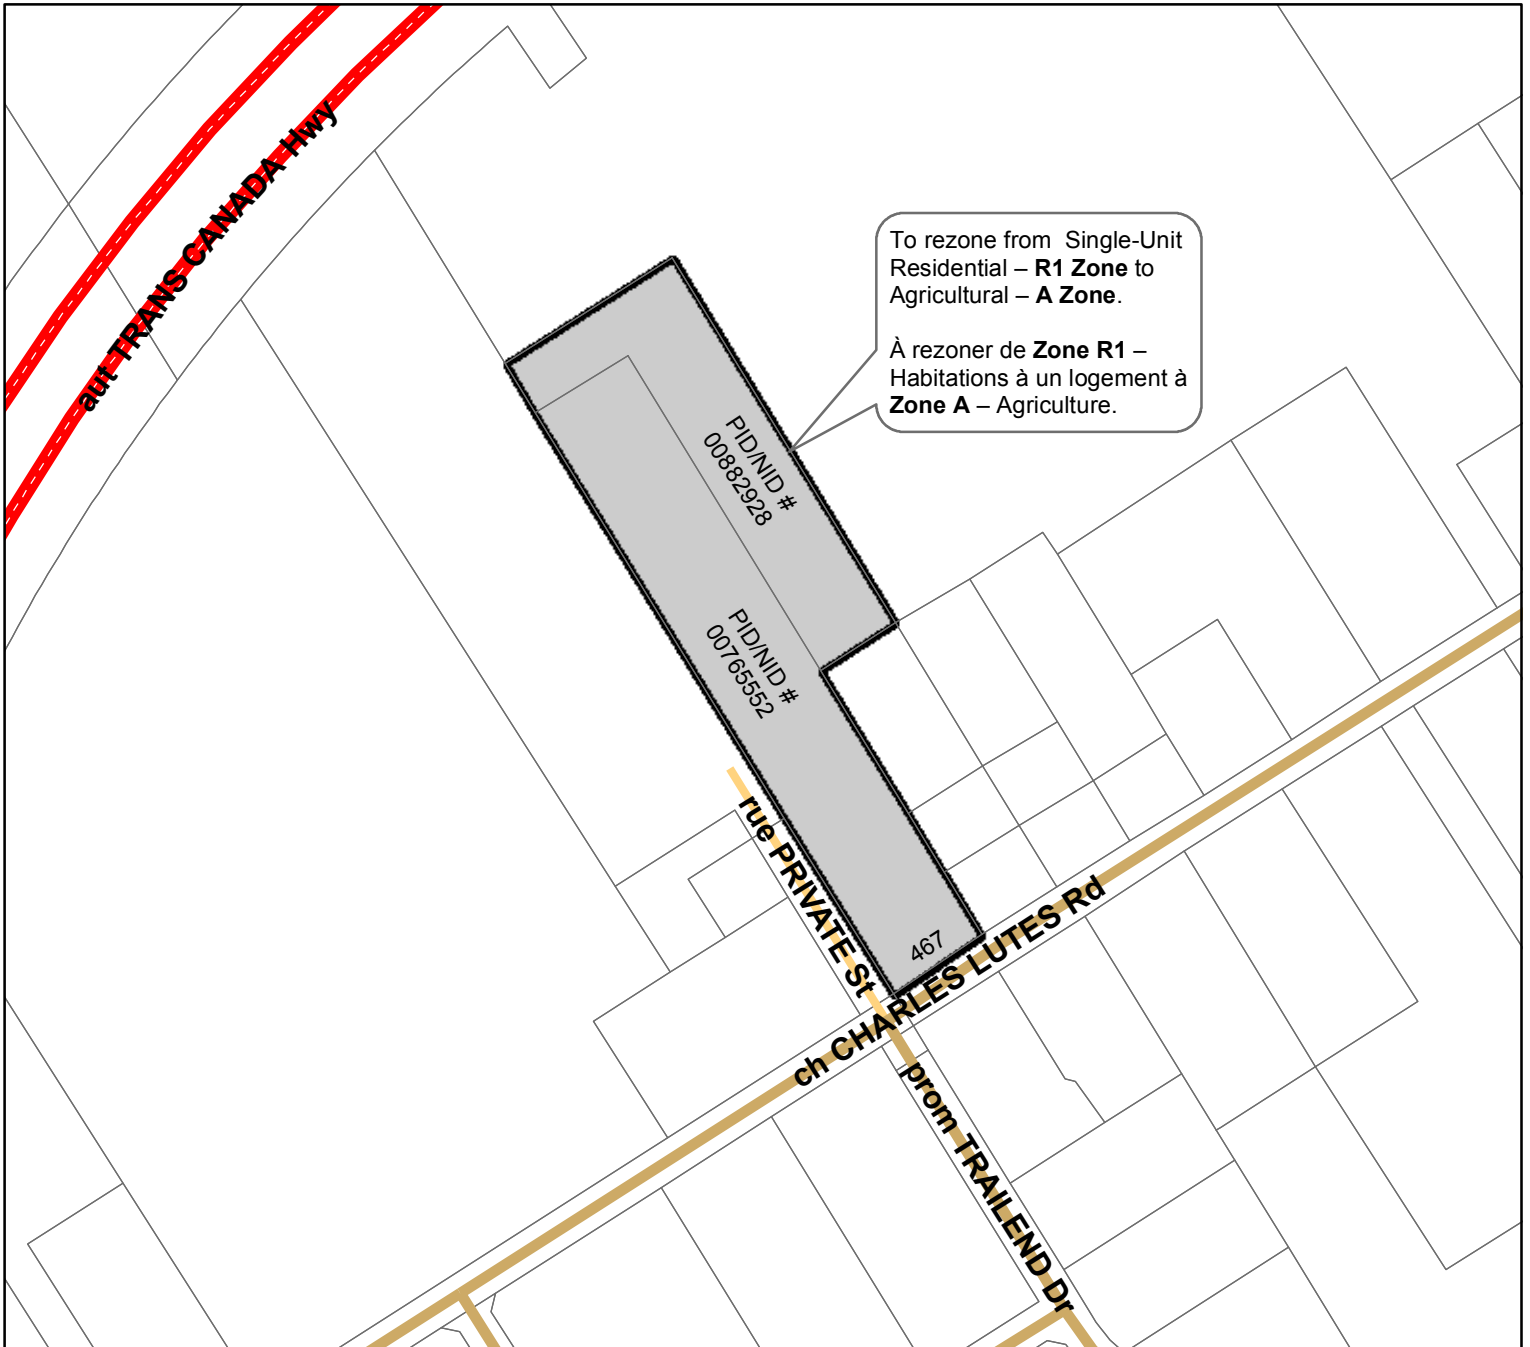 aut TRANS CANADA Hwy
To rezone from Single-Unit
Residential – R1 Zone to
Agricultural – A Zone.
À rezoner de Zone R1 –
Habitations à un logement à
Zone A – Agriculture.
PID/NID #
00882928
PID/NID #
00765552
rue PRIVATE St
467
ch CHARLES LUTES Rd
prom TRAILEND Dr